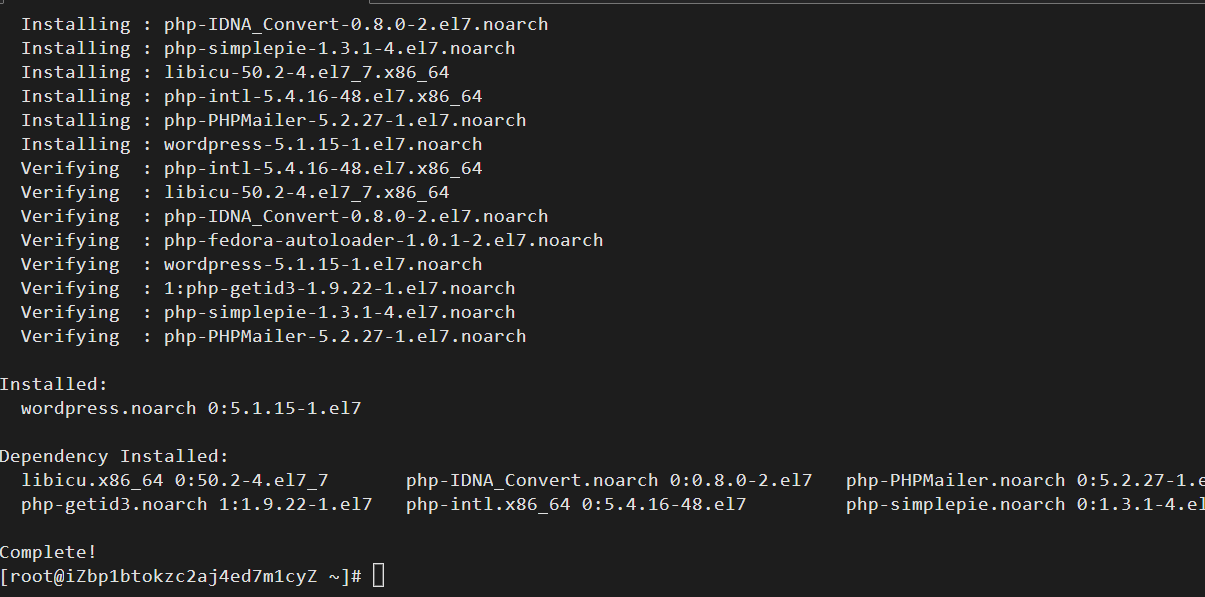 Installing : php-IDNA_Convert-0.8.0-2.el7.noarch
Installing : php-simplepie-1.3.1-4.el7.noarch
Installing : libicu-50.2-4.el7_7.x86_64
Installing : php-intl-5.4.16-48.el7.x86_64
Installing : php-PHPMailer-5.2.27-1.el7.noarch
Installing : wordpress-5.1.15-1.el7.noarch
Verifying  : php-intl-5.4.16-48.el7.x86_64
Verifying  : libicu-50.2-4.el7_7.x86_64
Verifying  : php-IDNA_Convert-0.8.0-2.el7.noarch
Verifying  : php-fedora-autoloader-1.0.1-2.el7.noarch
Verifying  : wordpress-5.1.15-1.el7.noarch
Verifying  : 1:php-getid3-1.9.22-1.el7.noarch
Verifying  : php-simplepie-1.3.1-4.el7.noarch
Verifying  : php-PHPMailer-5.2.27-1.el7.noarch
Installed:
wordpress.noarch 0:5.1.15-1.el7
Dependency Installed:
libicu.x86_64 0:50.2-4.el7_7 php-IDNA_Convert.noarch 0:0.8.0-2.el7 php-PHPMailer.noarch 0:5.2.27-1.e
php-getid3.noarch 1:1.9.22-1.el7 php-intl.x86_64 0:5.4.16-48.el7 php-simplepie.noarch 0:1.3.1-4.el
Complete!
[root@iZbp1btokzc2aj4ed7m1cyZ ~]#